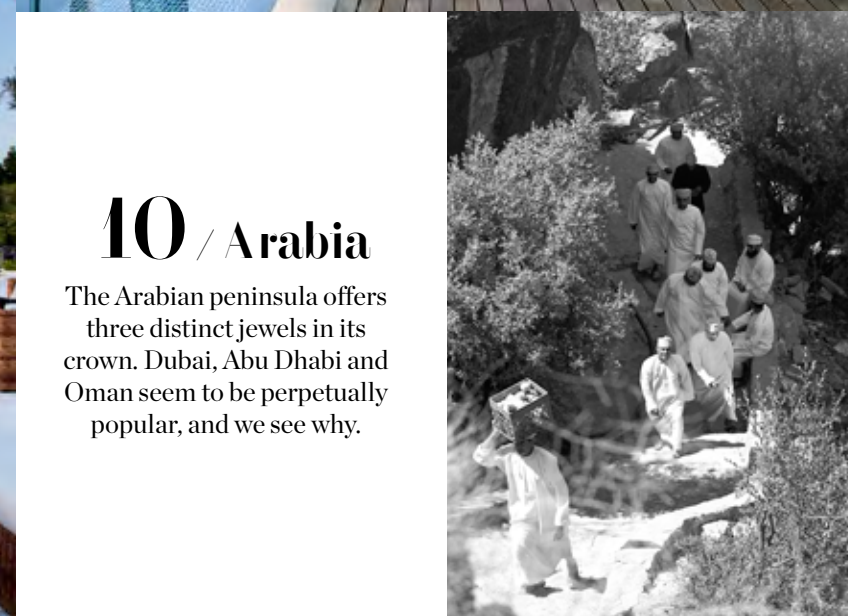 10 / Arabia
The Arabian peninsula offers
three distinct jewels in its
crown. Dubai, Abu Dhabi and
Oman seem to be perpetually
popular, and we see why.